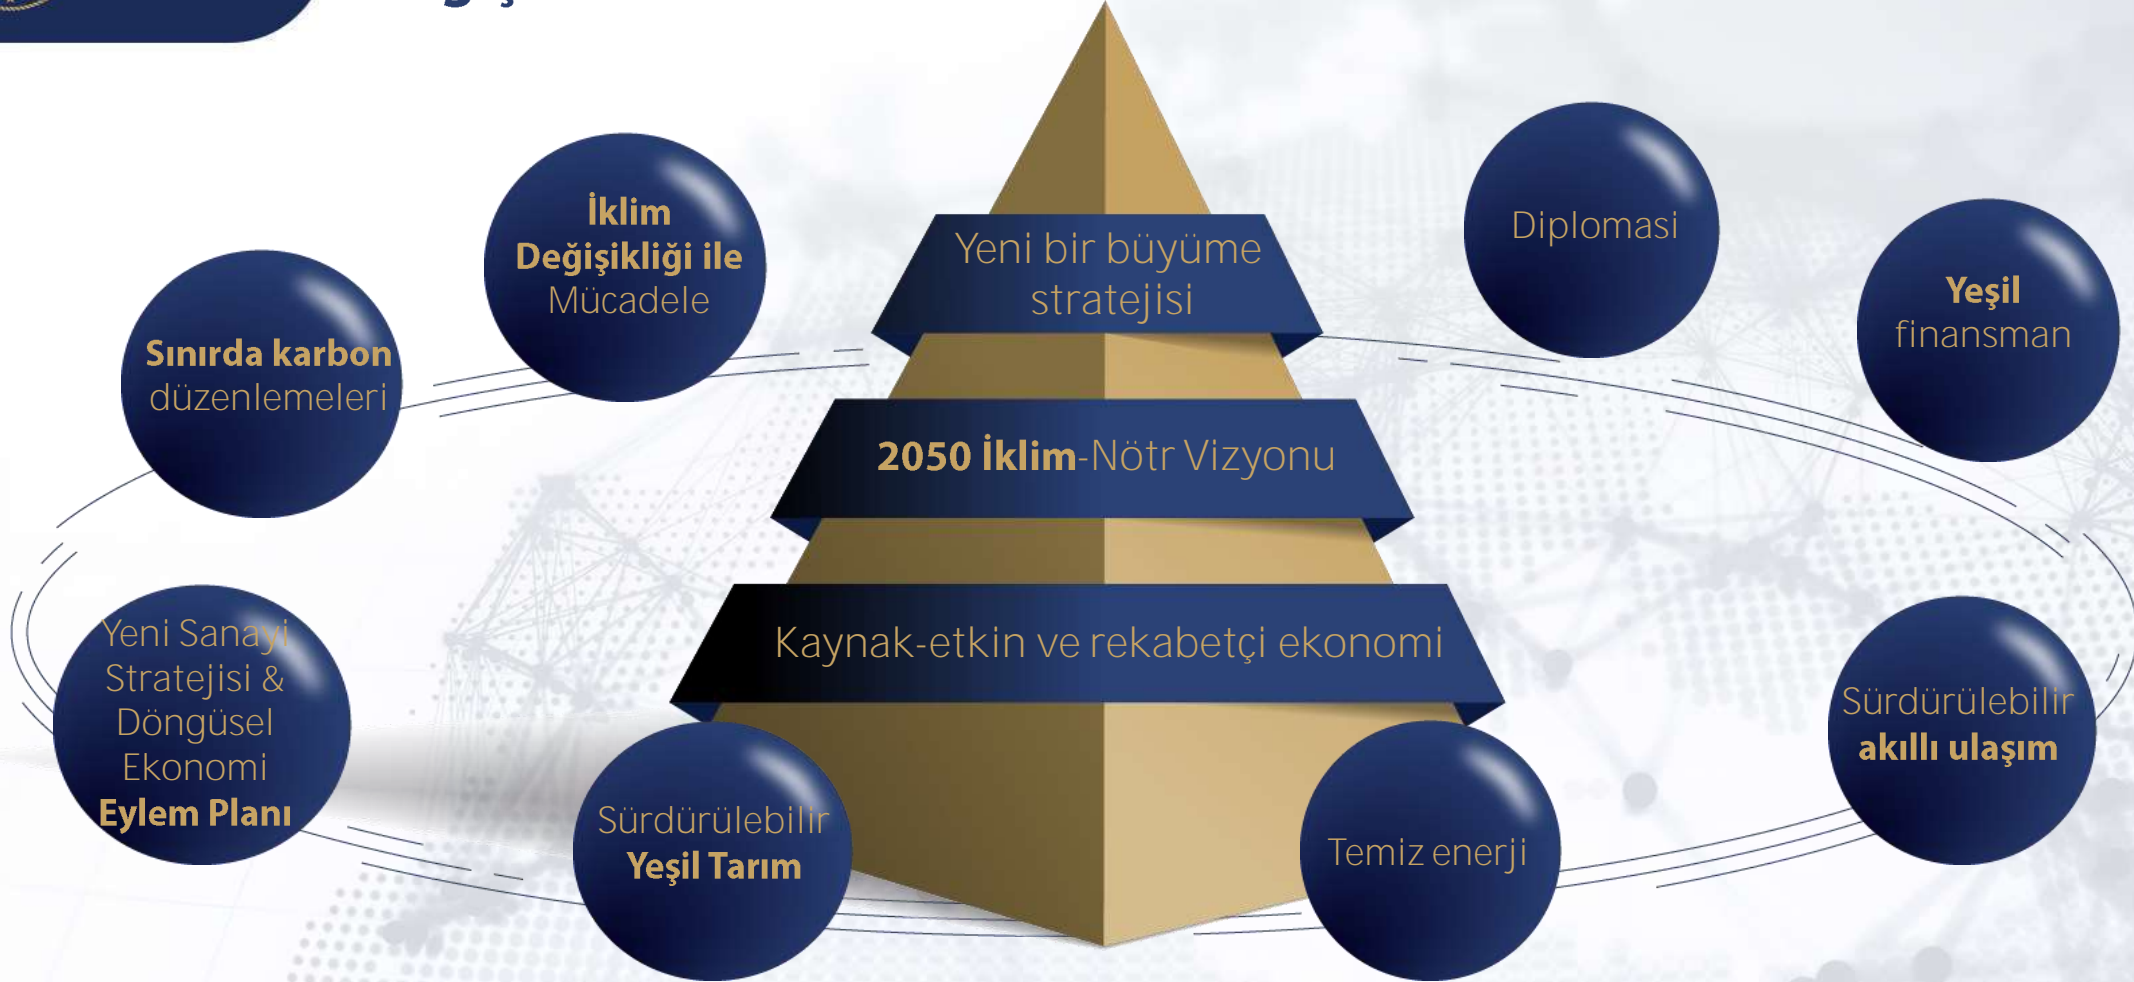 İklim
Değişikliği ile
Mücadele
Sınırda karbon
düzenlemeleri
Yeni bir büyüme
stratejisi
2050 İklim-Nötr Vizyonu
Kaynak-etkin ve rekabetçi ekonomi
Diplomasi
Yeşil
finansman
Yeni Sanayi
Stratejisi &
Döngüsel
Ekonomi
Eylem Planı
Sürdürülebilir
Yeşil Tarım
Temiz enerji
Sürdürülebilir
akıllı ulaşım